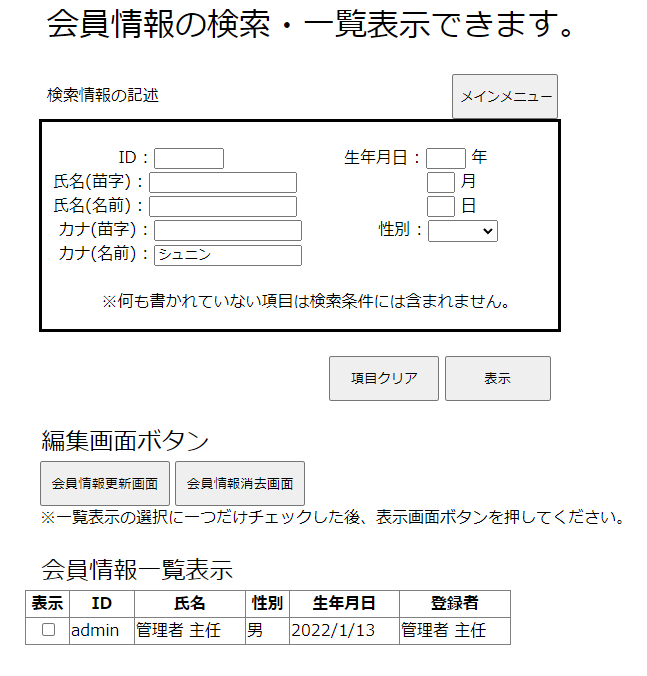 会員情報の検索・一覧表示できます。
検索情報の記述
メインメニュー
ID：
生年月日： 年
氏名(苗字)：
月
氏名(名前)：
日
カナ(苗字)：
性別：
カナ(名前)： シュニン
※何も書かれていない項目は検索条件には含まれません。
項目クリア 表示
編集画面ボタン
会員情報更新画面 会員情報消去画面
※一覧表示の選択に一つだけチェックした後、表示画面ボタンを押してください。
会員情報一覧表示
表示 ID 氏名 性別 生年月日 登録者
admin 管理者 主任 男 2022/1/13 管理者 主任